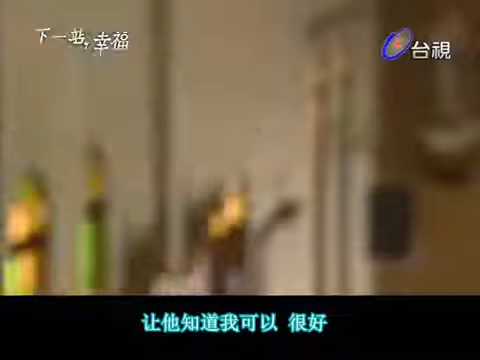 下一站，幸福
台視
让他知道我可以 很好